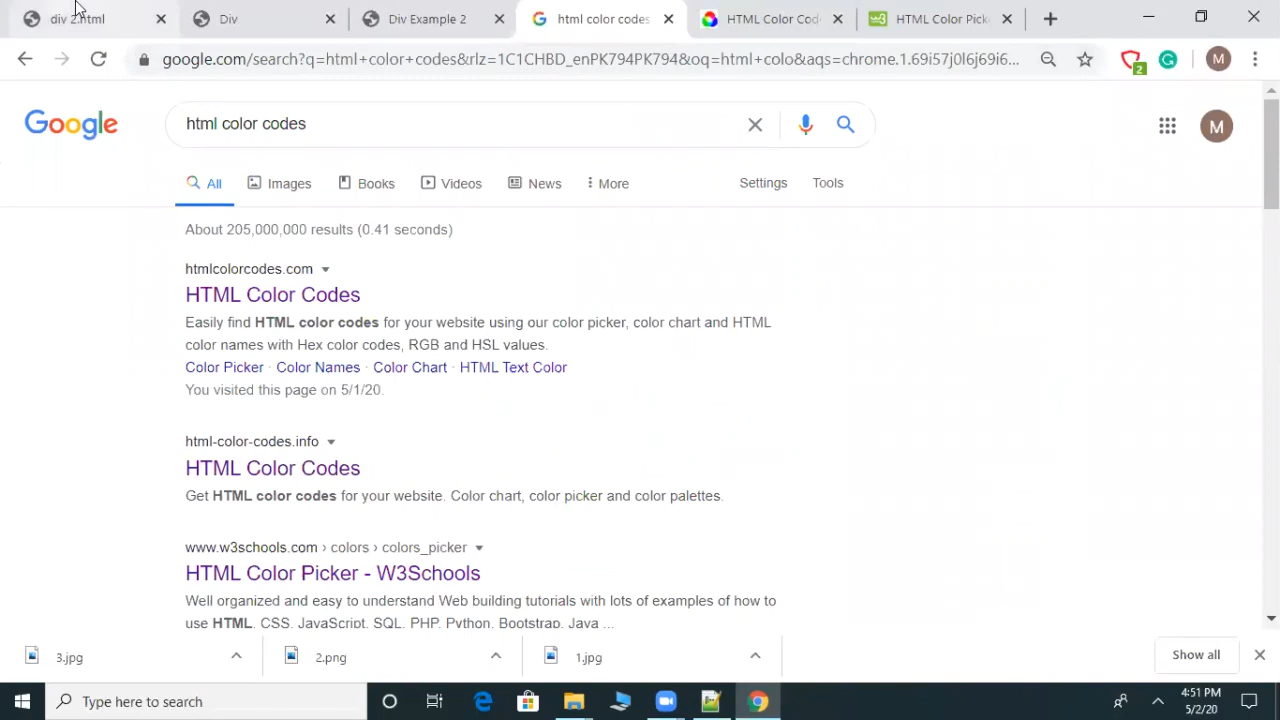 div 2.html
Div
Div Example 2
html color codes
HTML Color Cod
HTML Color Pick
google.com/search?q=html+color+codes&rlz=1C1CHBD_enPK794PK794&oq=html+colo&aqs=chrome.1.69i57j0l6j69i6...
2
M
Google
html color codes
M
All
Images
Books
Videos
News
More
Settings
Tools
About 205,000,000 results (0.41 seconds)
htmlcolorcodes.com
HTML Color Codes
Easily find HTML color codes for your website using our color picker, color chart and HTML
color names with Hex color codes, RGB and HSL values.
Color Picker · Color Names · Color Chart · HTML Text Color
You visited this page on 5/1/20.
html-color-codes.info
HTML Color Codes
Get HTML color codes for your website. Color chart, color picker and color palettes.
www.w3schools.com › colors › colors_picker
HTML Color Picker - W3Schools
Well organized and easy to understand Web building tutorials with lots of examples of how to
use HTML, CSS, JavaScript, SQL, PHP, Python, Bootstrap, Java ...
3.jpg
2.png
1.jpg
Show all
Type here to search
4:51 PM
5/2/20